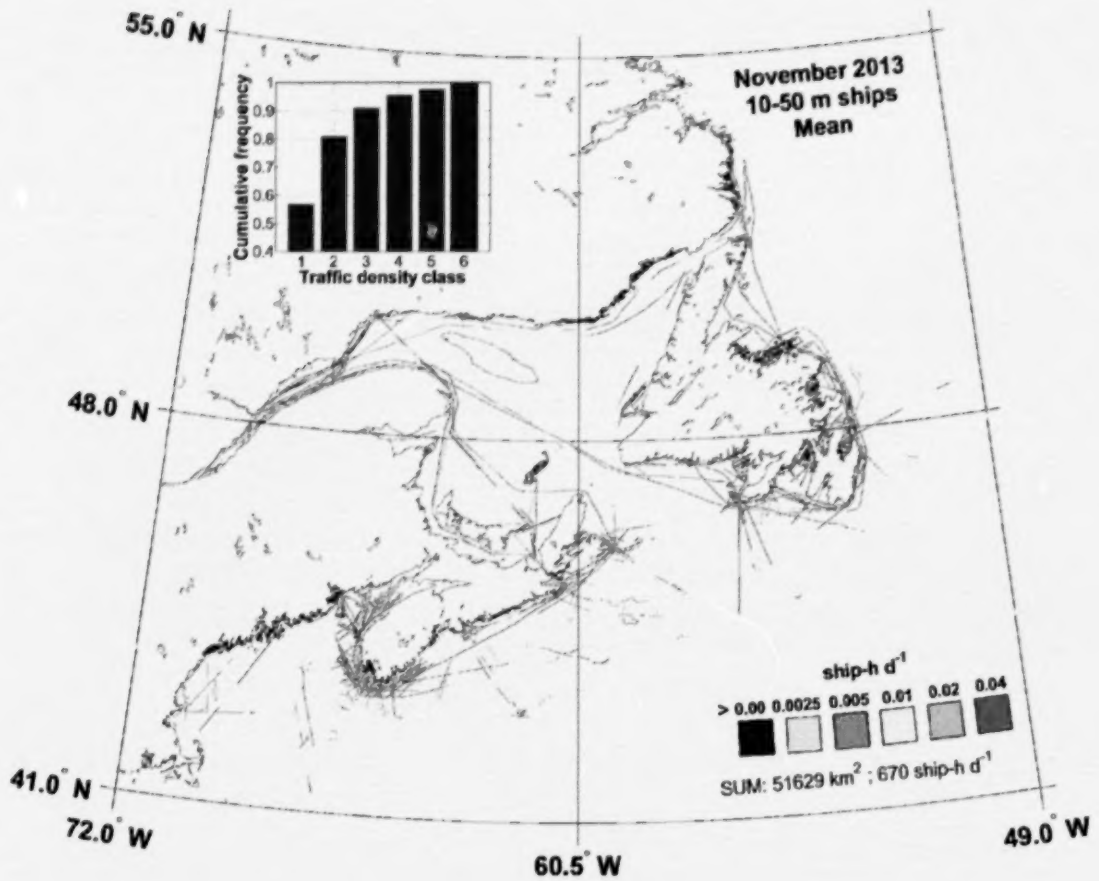 55.0° N
November 2013
10-50 m ships
Mean
Cumulative frequency
1
0.9
0.8
0.7
0.6
0.5
0.4
1 2 3 4 5 6
Traffic density class
48.0° N
ship-h d⁻¹
> 0.00 0.0025 0.005 0.01 0.02 0.04
SUM: 51629 km² ; 670 ship-h d⁻¹
41.0° N
72.0° W
60.5° W
49.0° W